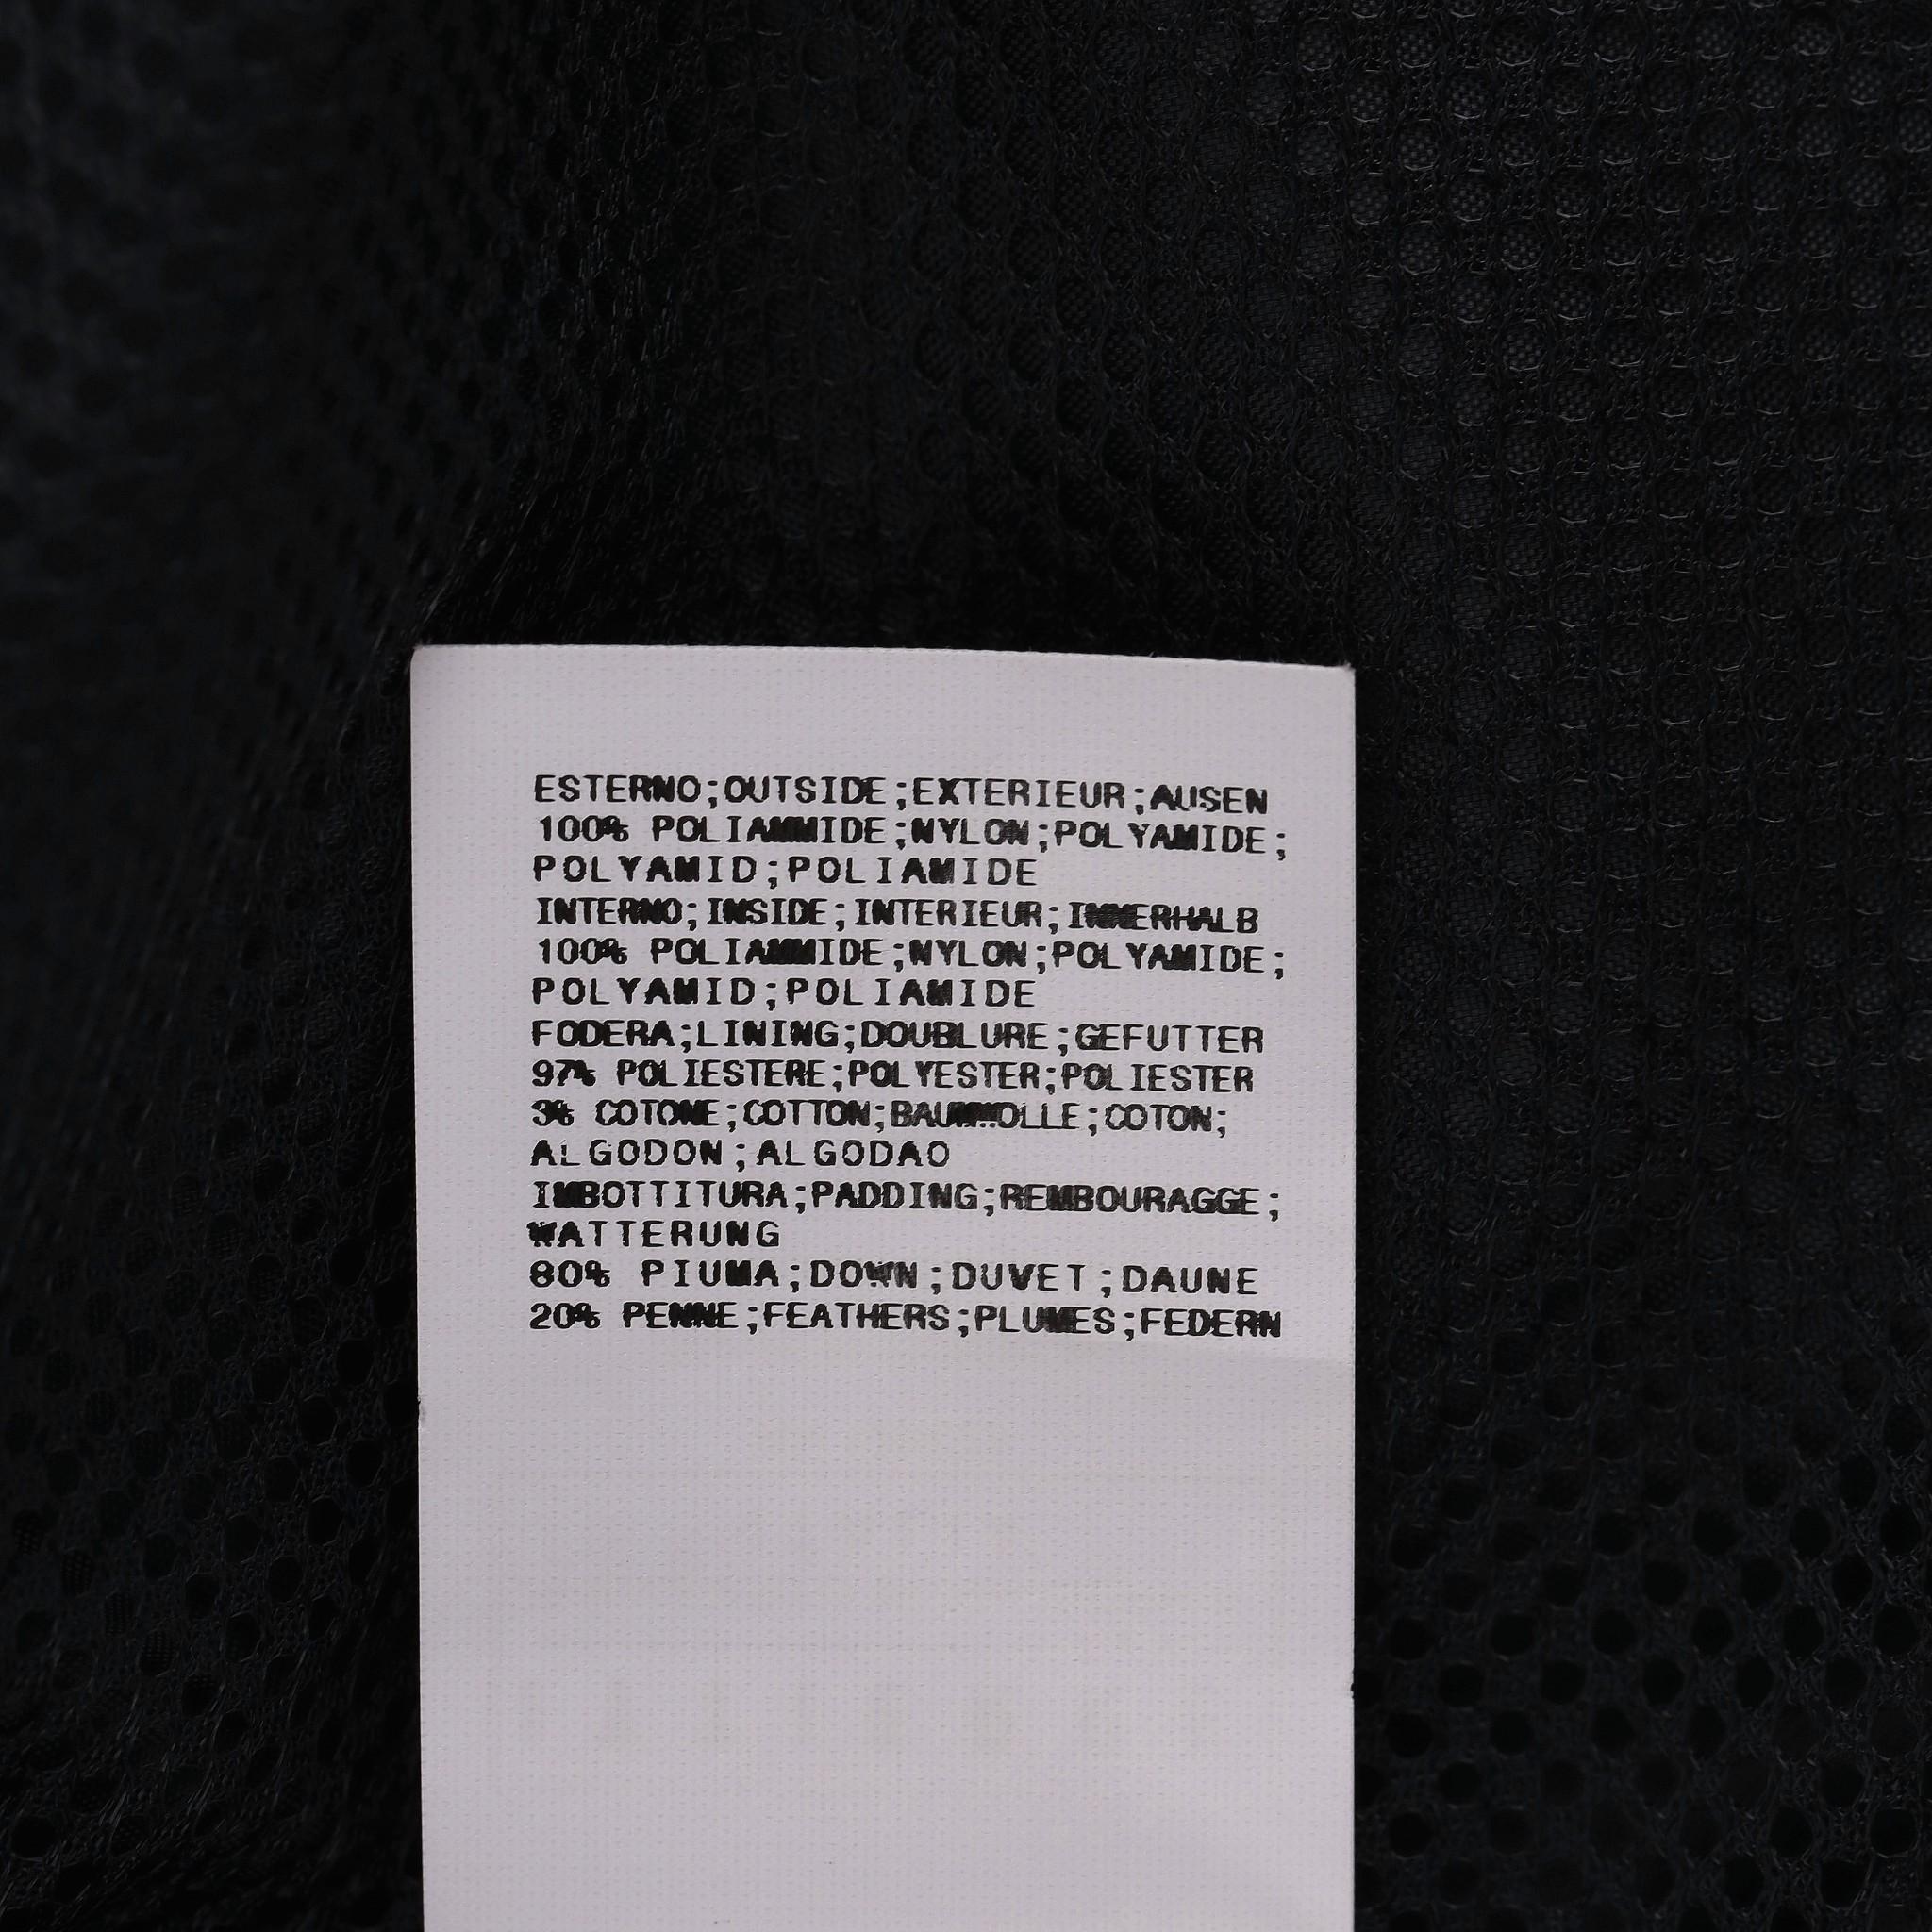 ESTERNO;OUTSIDE;EXTERIEUR;AUSEN
100% POLIAMMIDE;NYLON;POLYAMIDE;
POLYAMID;POLIAMIDE
INTERNO;INSIDE;INTERIEUR;INNERHALB
100% POLIAMMIDE;NYLON;POLYAMIDE;
POLYAMID;POLIAMIDE
FODERA;LINING;DOUBLURE;GEFUTTER
97% POLIESTERE;POLYESTER;POLIESTER
3% COTONE;COTTON;BAUMWOLLE;COTON;
ALGODON;ALGODAO
IMBOTTITURA;PADDING;REMBOURAGGE;
WATTERUNG
80% PIUMA;DOWN;DUVET;DAUNE
20% PENNE;FEATHERS;PLUMES;FEDERN